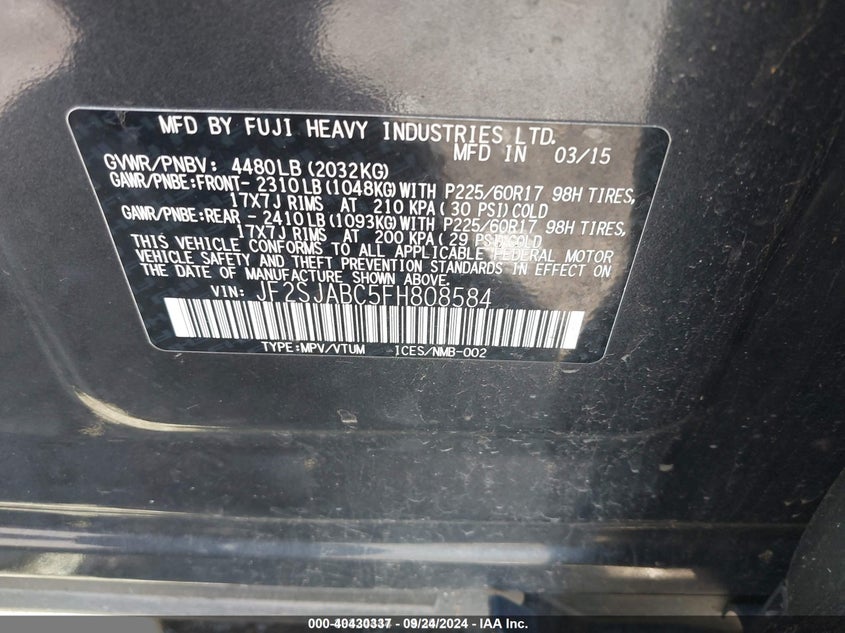 MFD BY FUJI HEAVY INDUSTRIES LTD.
MFD IN 03/15
GVWR/PNBV: 4480LB (2032KG)
GAWR/PNBE:FRONT- 2310LB (1048KG) WITH P225/60R17 98H TIRES,
17X7J RIMS AT 210 KPA (30 PSI) COLD
GAWR/PNBE:REAR - 2410LB (1093KG) WITH P225/60R17 98H TIRES,
17X7J RIMS AT 200 KPA (29 PSI) COLD
THIS VEHICLE CONFORMS TO ALL APPLICABLE FEDERAL MOTOR
VEHICLE SAFETY AND THEFT PREVENTION STANDARDS IN EFFECT ON
THE DATE OF MANUFACTURE SHOWN ABOVE.
VIN: JF2SJABC5FH808584
TYPE:MPV/VTUM ICES/NMB-002
000-40430337 - 09/24/2024 - IAA Inc.